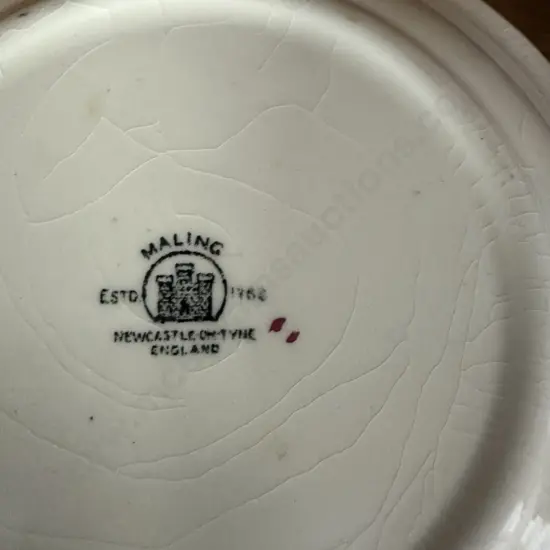 MALING
ESTD 1762
NEWCASTLE-ON-TYNE
ENGLAND